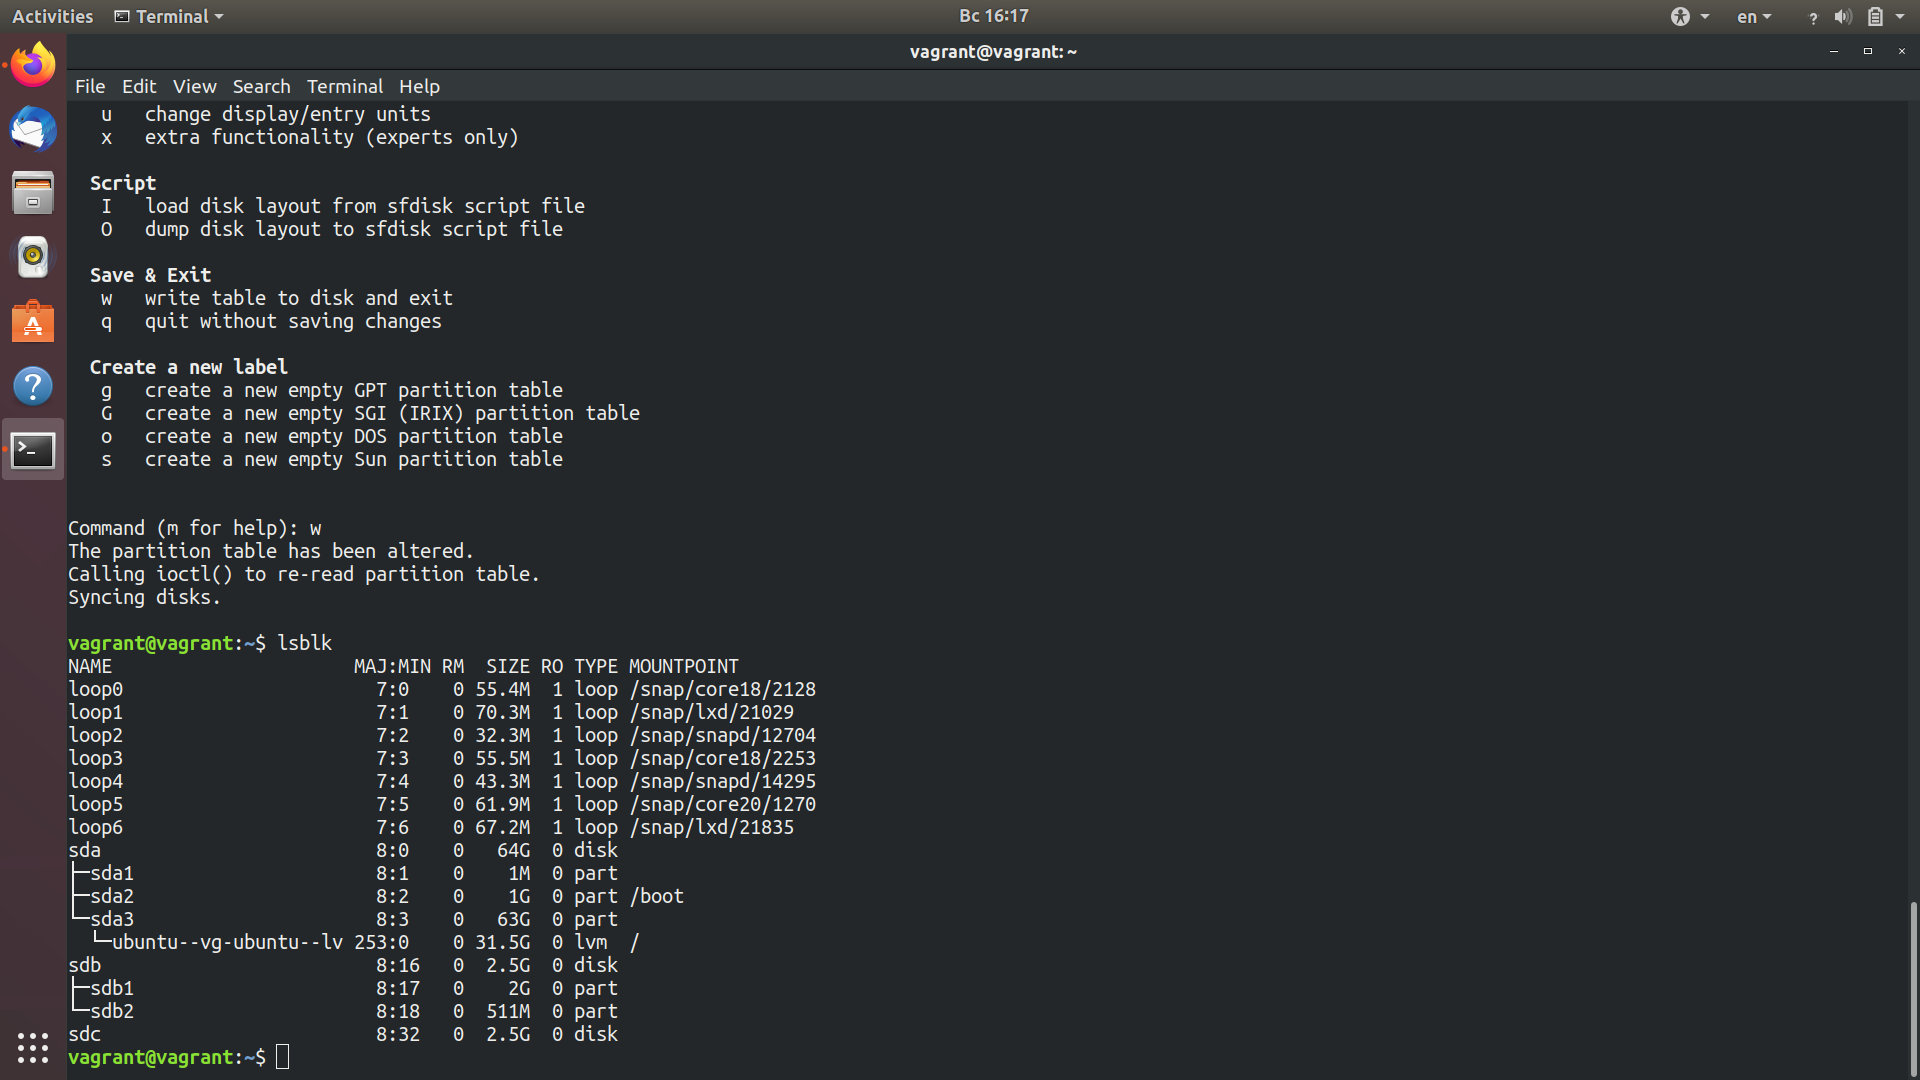 Activities Terminal Вс 16:17 en
vagrant@vagrant: ~
File Edit View Search Terminal Help
u change display/entry units
x extra functionality (experts only)
Script
I load disk layout from sfdisk script file
O dump disk layout to sfdisk script file
Save & Exit
w write table to disk and exit
q quit without saving changes
Create a new label
g create a new empty GPT partition table
G create a new empty SGI (IRIX) partition table
o create a new empty DOS partition table
s create a new empty Sun partition table
Command (m for help): w
The partition table has been altered.
Calling ioctl() to re-read partition table.
Syncing disks.
vagrant@vagrant:~$ lsblk
NAME MAJ:MIN RM SIZE RO TYPE MOUNTPOINT
loop0 7:0 0 55.4M 1 loop /snap/core18/2128
loop1 7:1 0 70.3M 1 loop /snap/lxd/21029
loop2 7:2 0 32.3M 1 loop /snap/snapd/12704
loop3 7:3 0 55.5M 1 loop /snap/core18/2253
loop4 7:4 0 43.3M 1 loop /snap/snapd/14295
loop5 7:5 0 61.9M 1 loop /snap/core20/1270
loop6 7:6 0 67.2M 1 loop /snap/lxd/21835
sda 8:0 0 64G 0 disk
├─sda1 8:1 0 1M 0 part
├─sda2 8:2 0 1G 0 part /boot
└─sda3 8:3 0 63G 0 part
└─ubuntu--vg-ubuntu--lv 253:0 0 31.5G 0 lvm /
sdb 8:16 0 2.5G 0 disk
├─sdb1 8:17 0 2G 0 part
└─sdb2 8:18 0 511M 0 part
sdc 8:32 0 2.5G 0 disk
vagrant@vagrant:~$